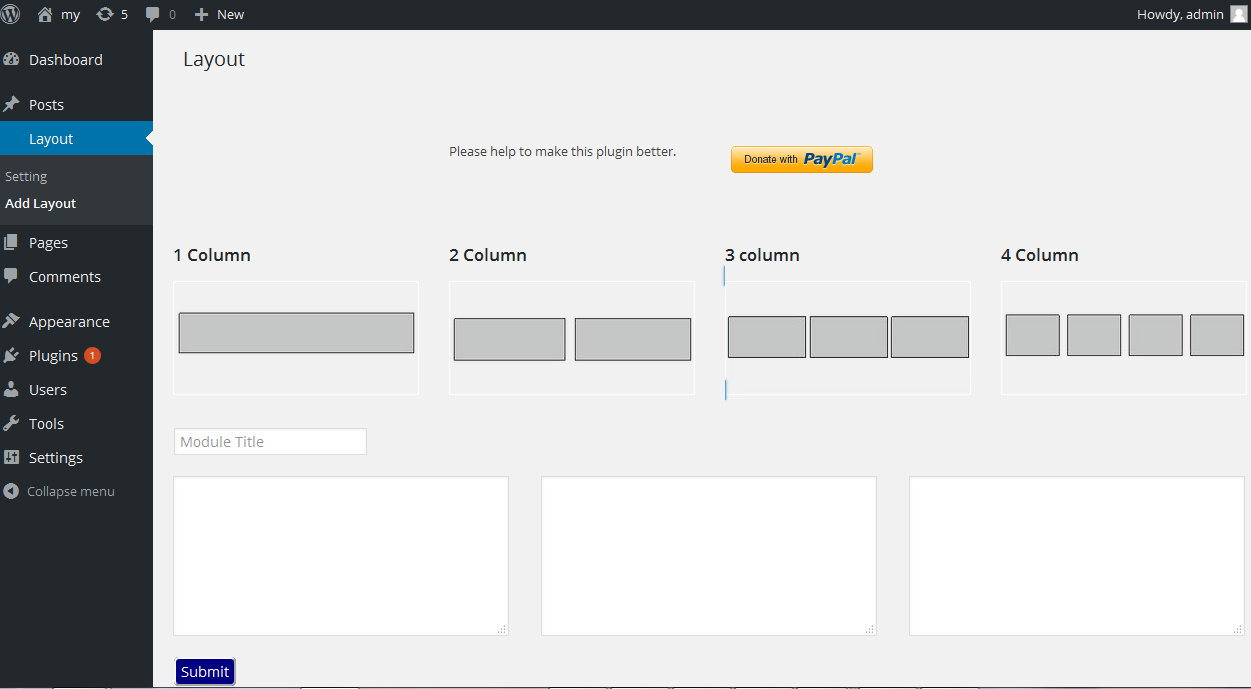 my 5 0 New Howdy, admin
Dashboard
Posts
Layout
Setting
Add Layout
Pages
Comments
Appearance
Plugins 1
Users
Tools
Settings
Collapse menu
Layout
Please help to make this plugin better. Donate with PayPal™
1 Column 2 Column 3 column 4 Column
Module Title
Submit